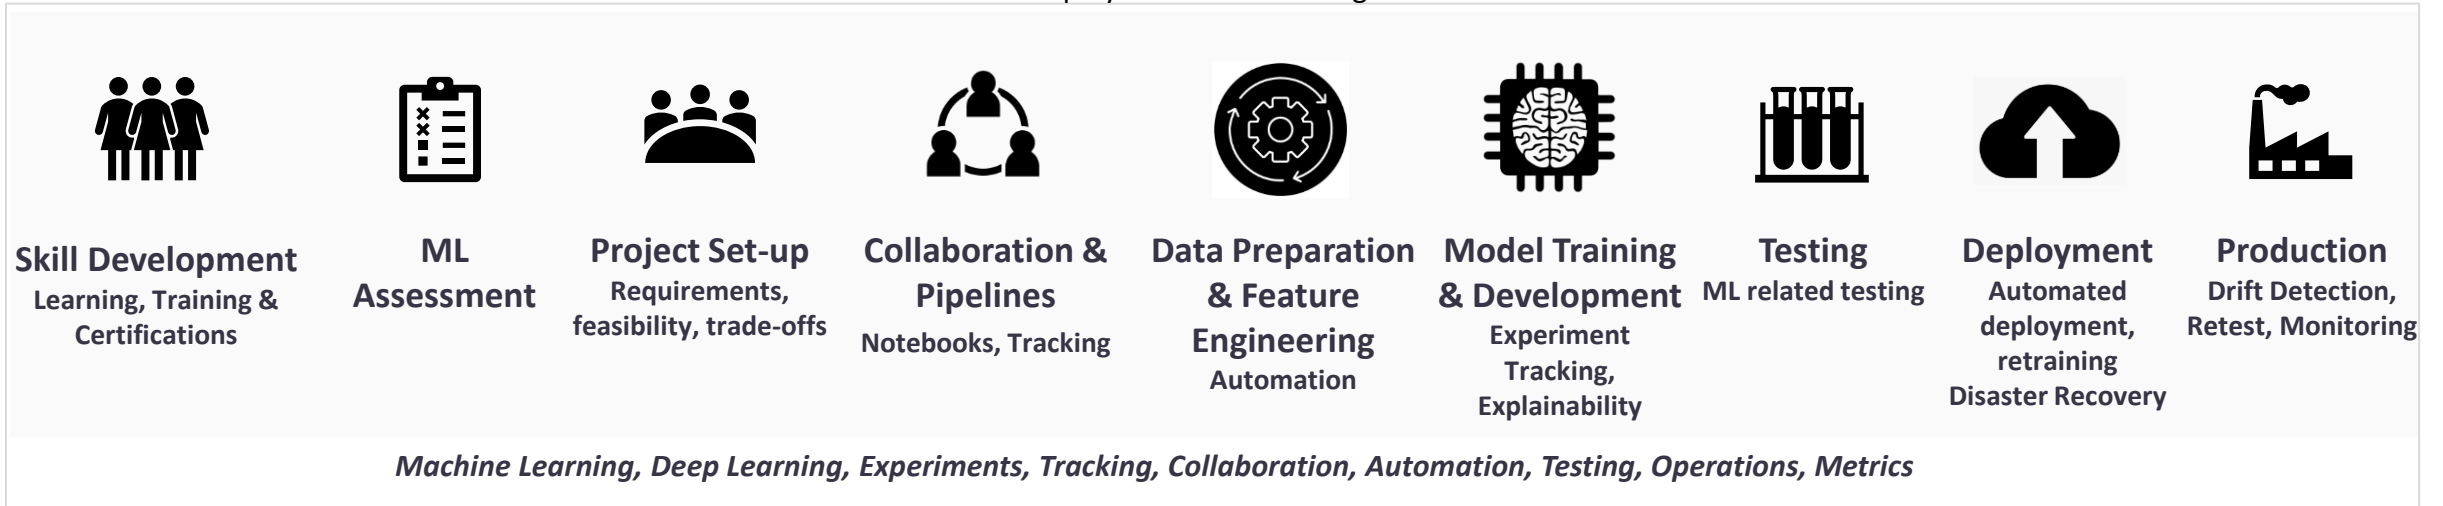 Skill Development
Learning, Training &
Certifications
ML
Assessment
Project Set-up
Requirements,
feasibility, trade-offs
Collaboration &
Pipelines
Notebooks, Tracking
Data Preparation
& Feature
Engineering
Automation
Model Training
& Development
Experiment
Tracking,
Explainability
Testing
ML related testing
Deployment
Automated
deployment,
retraining
Disaster Recovery
Production
Drift Detection,
Retest, Monitoring
Machine Learning, Deep Learning, Experiments, Tracking, Collaboration, Automation, Testing, Operations, Metrics